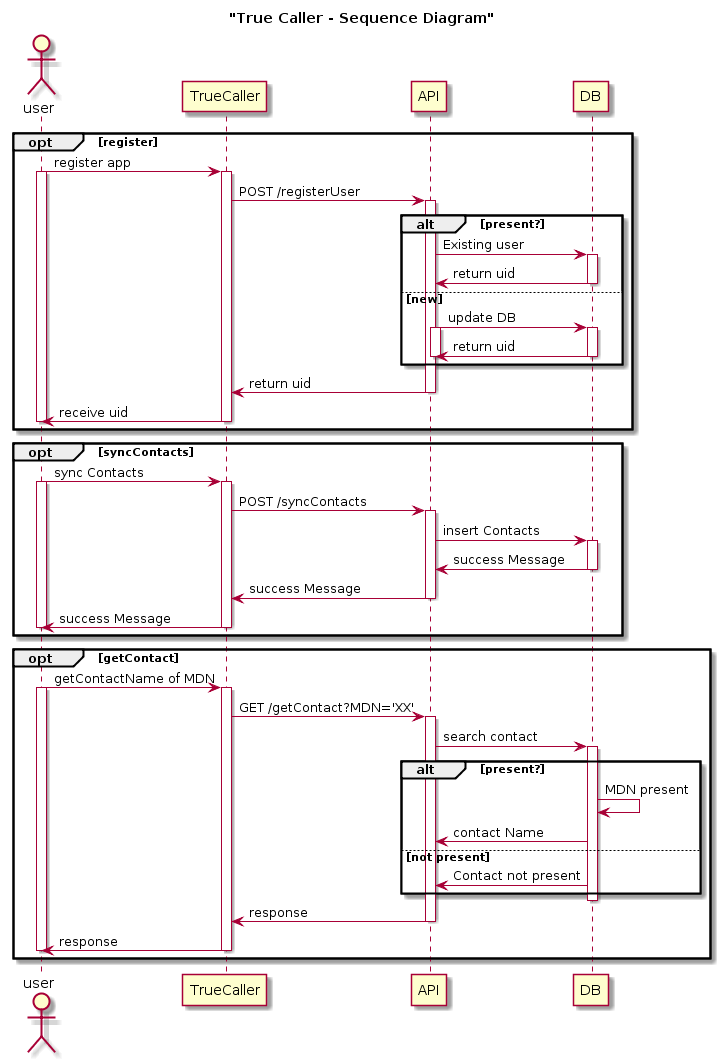 "True Caller - Sequence Diagram"
user
TrueCaller
API
DB
opt [register]
register app
POST /registerUser
alt [present?]
Existing user
return uid
[new]
update DB
return uid
return uid
receive uid
opt [syncContacts]
sync Contacts
POST /syncContacts
insert Contacts
success Message
success Message
success Message
opt [getContact]
getContactName of MDN
GET /getContact?MDN='XX'
search contact
alt [present?]
MDN present
contact Name
[not present]
Contact not present
response
response
user
TrueCaller
API
DB